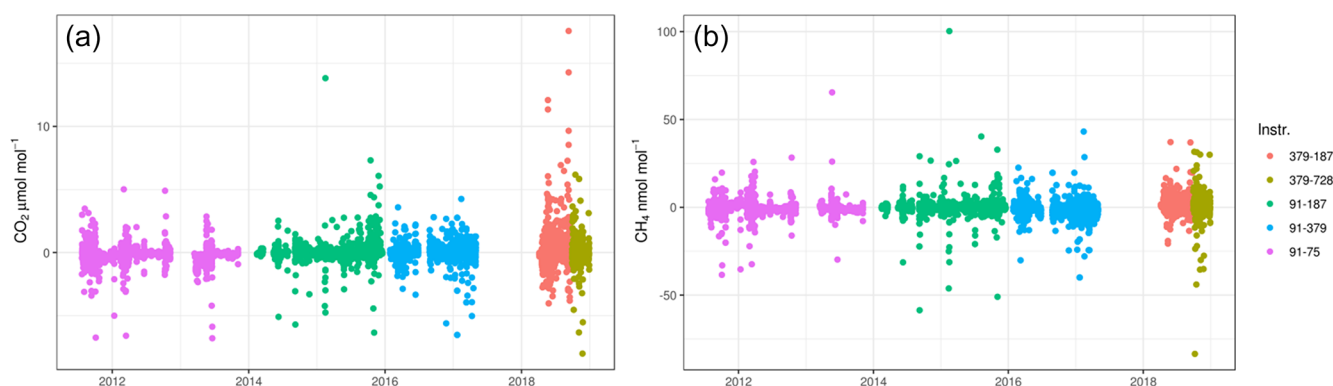 (a)
CO₂ μmol mol⁻¹
10
0
2012 2014 2016 2018
(b)
CH₄ nmol mol⁻¹
100
50
0
-50
2012 2014 2016 2018
Instr.
379-187
379-728
91-187
91-379
91-75